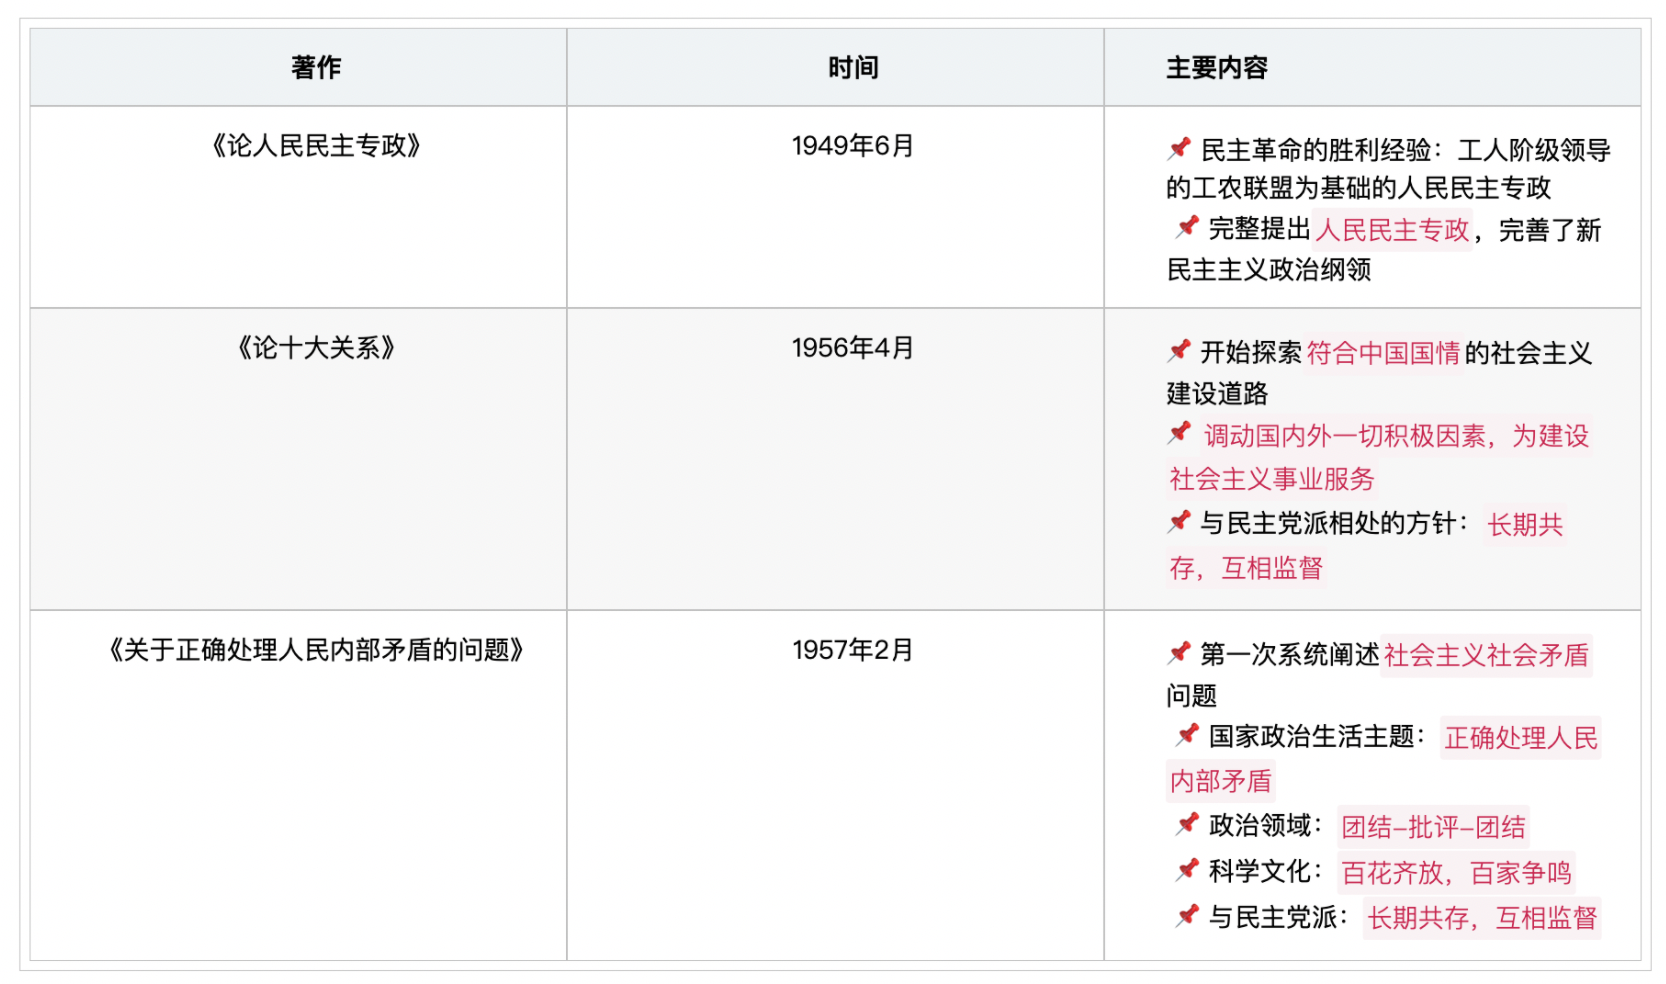 著作 时间 主要内容
《论人民民主专政》 1949年6月 📌 民主革命的胜利经验：工人阶级领导
的工农联盟为基础的人民民主专政
📌 完整提出人民民主专政，完善了新
民主主义政治纲领
《论十大关系》 1956年4月 📌 开始探索符合中国国情的社会主义
建设道路
📌 调动国内外一切积极因素，为建设
社会主义事业服务
📌 与民主党派相处的方针：长期共
存，互相监督
《关于正确处理人民内部矛盾的问题》 1957年2月 📌 第一次系统阐述社会主义社会矛盾
问题
📌 国家政治生活主题：正确处理人民
内部矛盾
📌 政治领域：团结–批评–团结
📌 科学文化：百花齐放，百家争鸣
📌 与民主党派：长期共存，互相监督